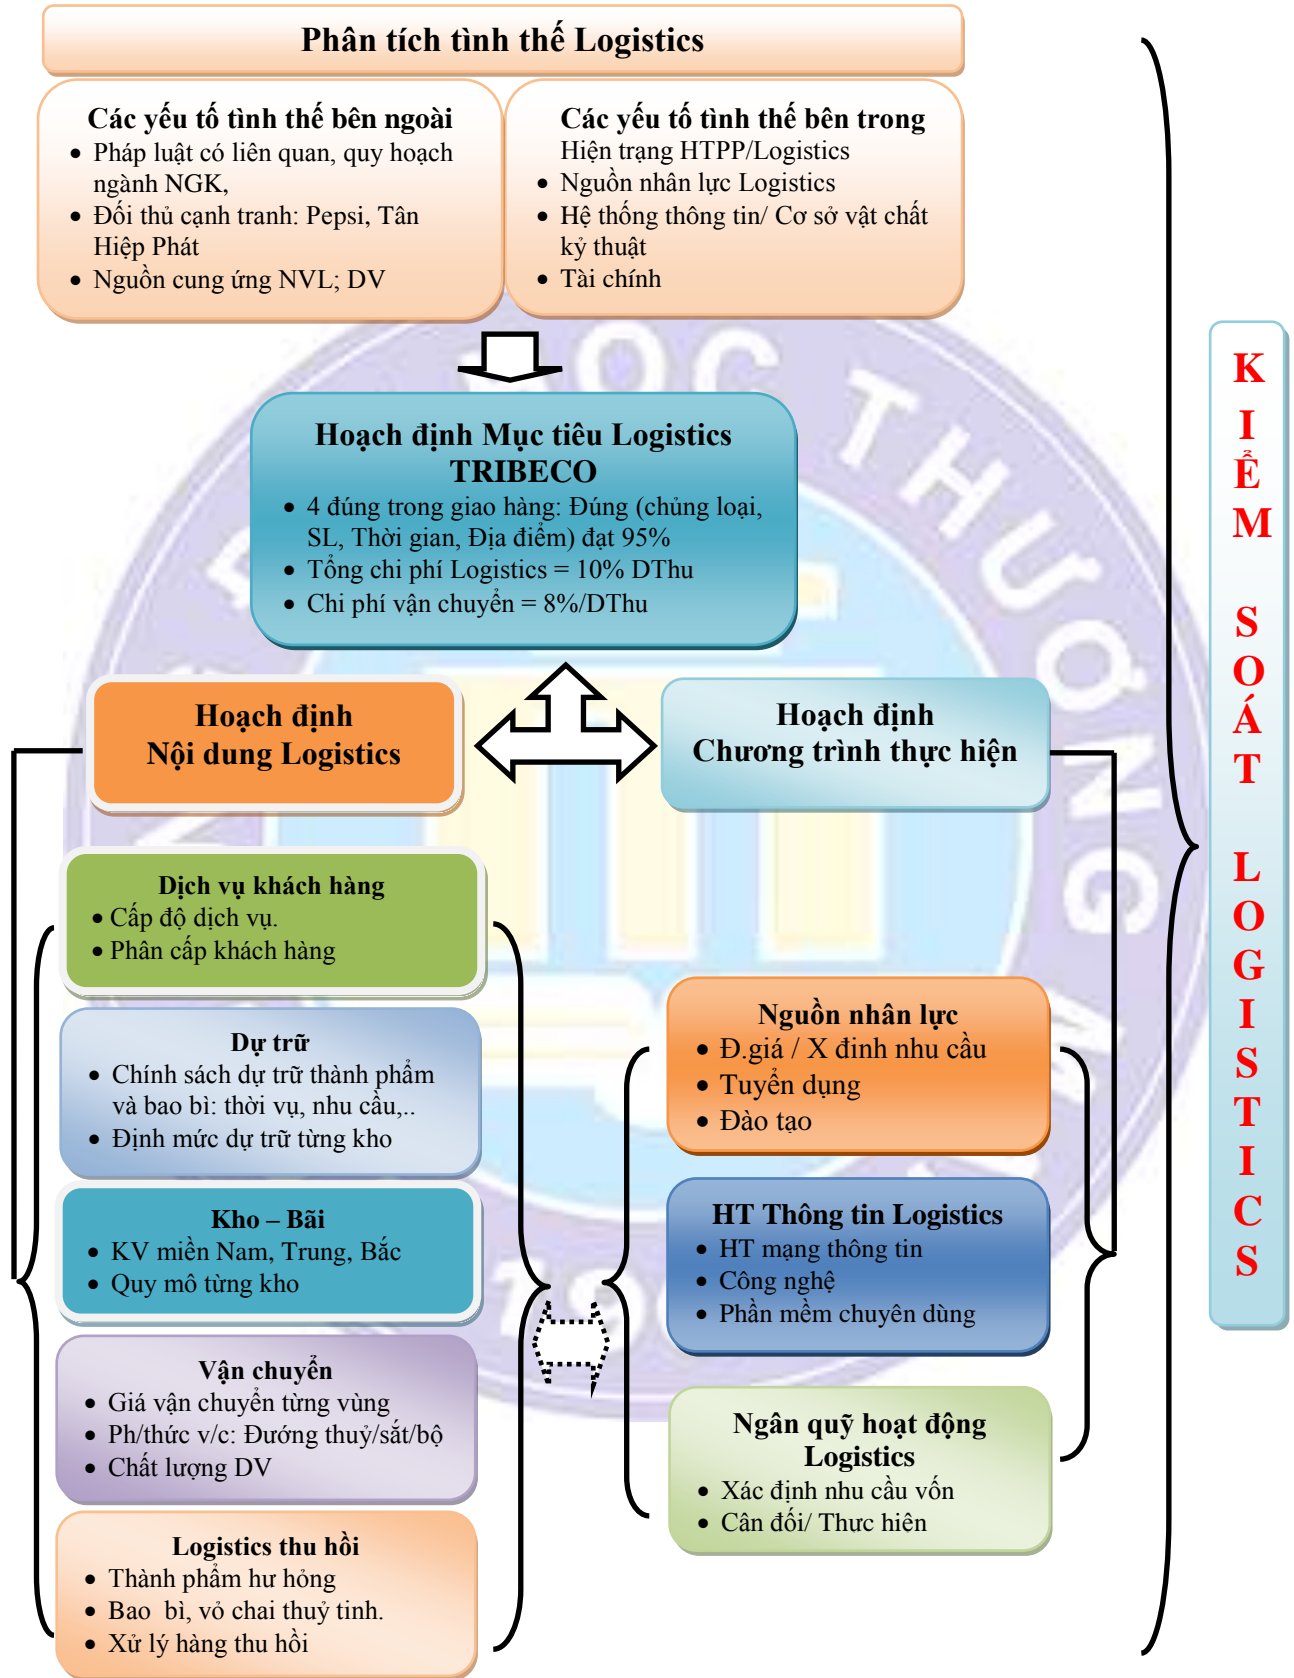 Phân tích tình thế Logistics
Các yếu tố tình thế bên ngoài
• Pháp luật có liên quan, quy hoạch
ngành NGK,
• Đối thủ cạnh tranh: Pepsi, Tân
Hiệp Phát
• Nguồn cung ứng NVL; DV
Các yếu tố tình thế bên trong
Hiện trạng HTPP/Logistics
• Nguồn nhân lực Logistics
• Hệ thống thông tin/ Cơ sở vật chất
kỷ thuật
• Tài chính
Hoạch định Mục tiêu Logistics
TRIBECO
• 4 đúng trong giao hàng: Đúng (chủng loại,
SL, Thời gian, Địa điểm) đạt 95%
• Tổng chi phí Logistics = 10% DThu
• Chi phí vận chuyển = 8%/DThu
Hoạch định
Nội dung Logistics
Hoạch định
Chương trình thực hiện
Dịch vụ khách hàng
• Cấp độ dịch vụ.
• Phân cấp khách hàng
Dự trữ
• Chính sách dự trữ thành phẩm
và bao bì: thời vụ, nhu cầu,..
• Định mức dự trữ từng kho
Kho – Bãi
• KV miền Nam, Trung, Bắc
• Quy mô từng kho
Vận chuyển
• Giá vận chuyển từng vùng
• Ph/thức v/c: Đướng thuỷ/sắt/bộ
• Chất lượng DV
Logistics thu hồi
• Thành phẩm hư hỏng
• Bao bì, vỏ chai thuỷ tinh.
• Xử lý hàng thu hồi
Nguồn nhân lực
• Đ.giá / X đinh nhu cầu
• Tuyển dụng
• Đào tạo
HT Thông tin Logistics
• HT mạng thông tin
• Công nghệ
• Phần mềm chuyên dùng
Ngân quỹ hoạt động
Logistics
• Xác định nhu cầu vốn
• Cân đối/ Thực hiện
KIỂM SOÁT LOGISTICS